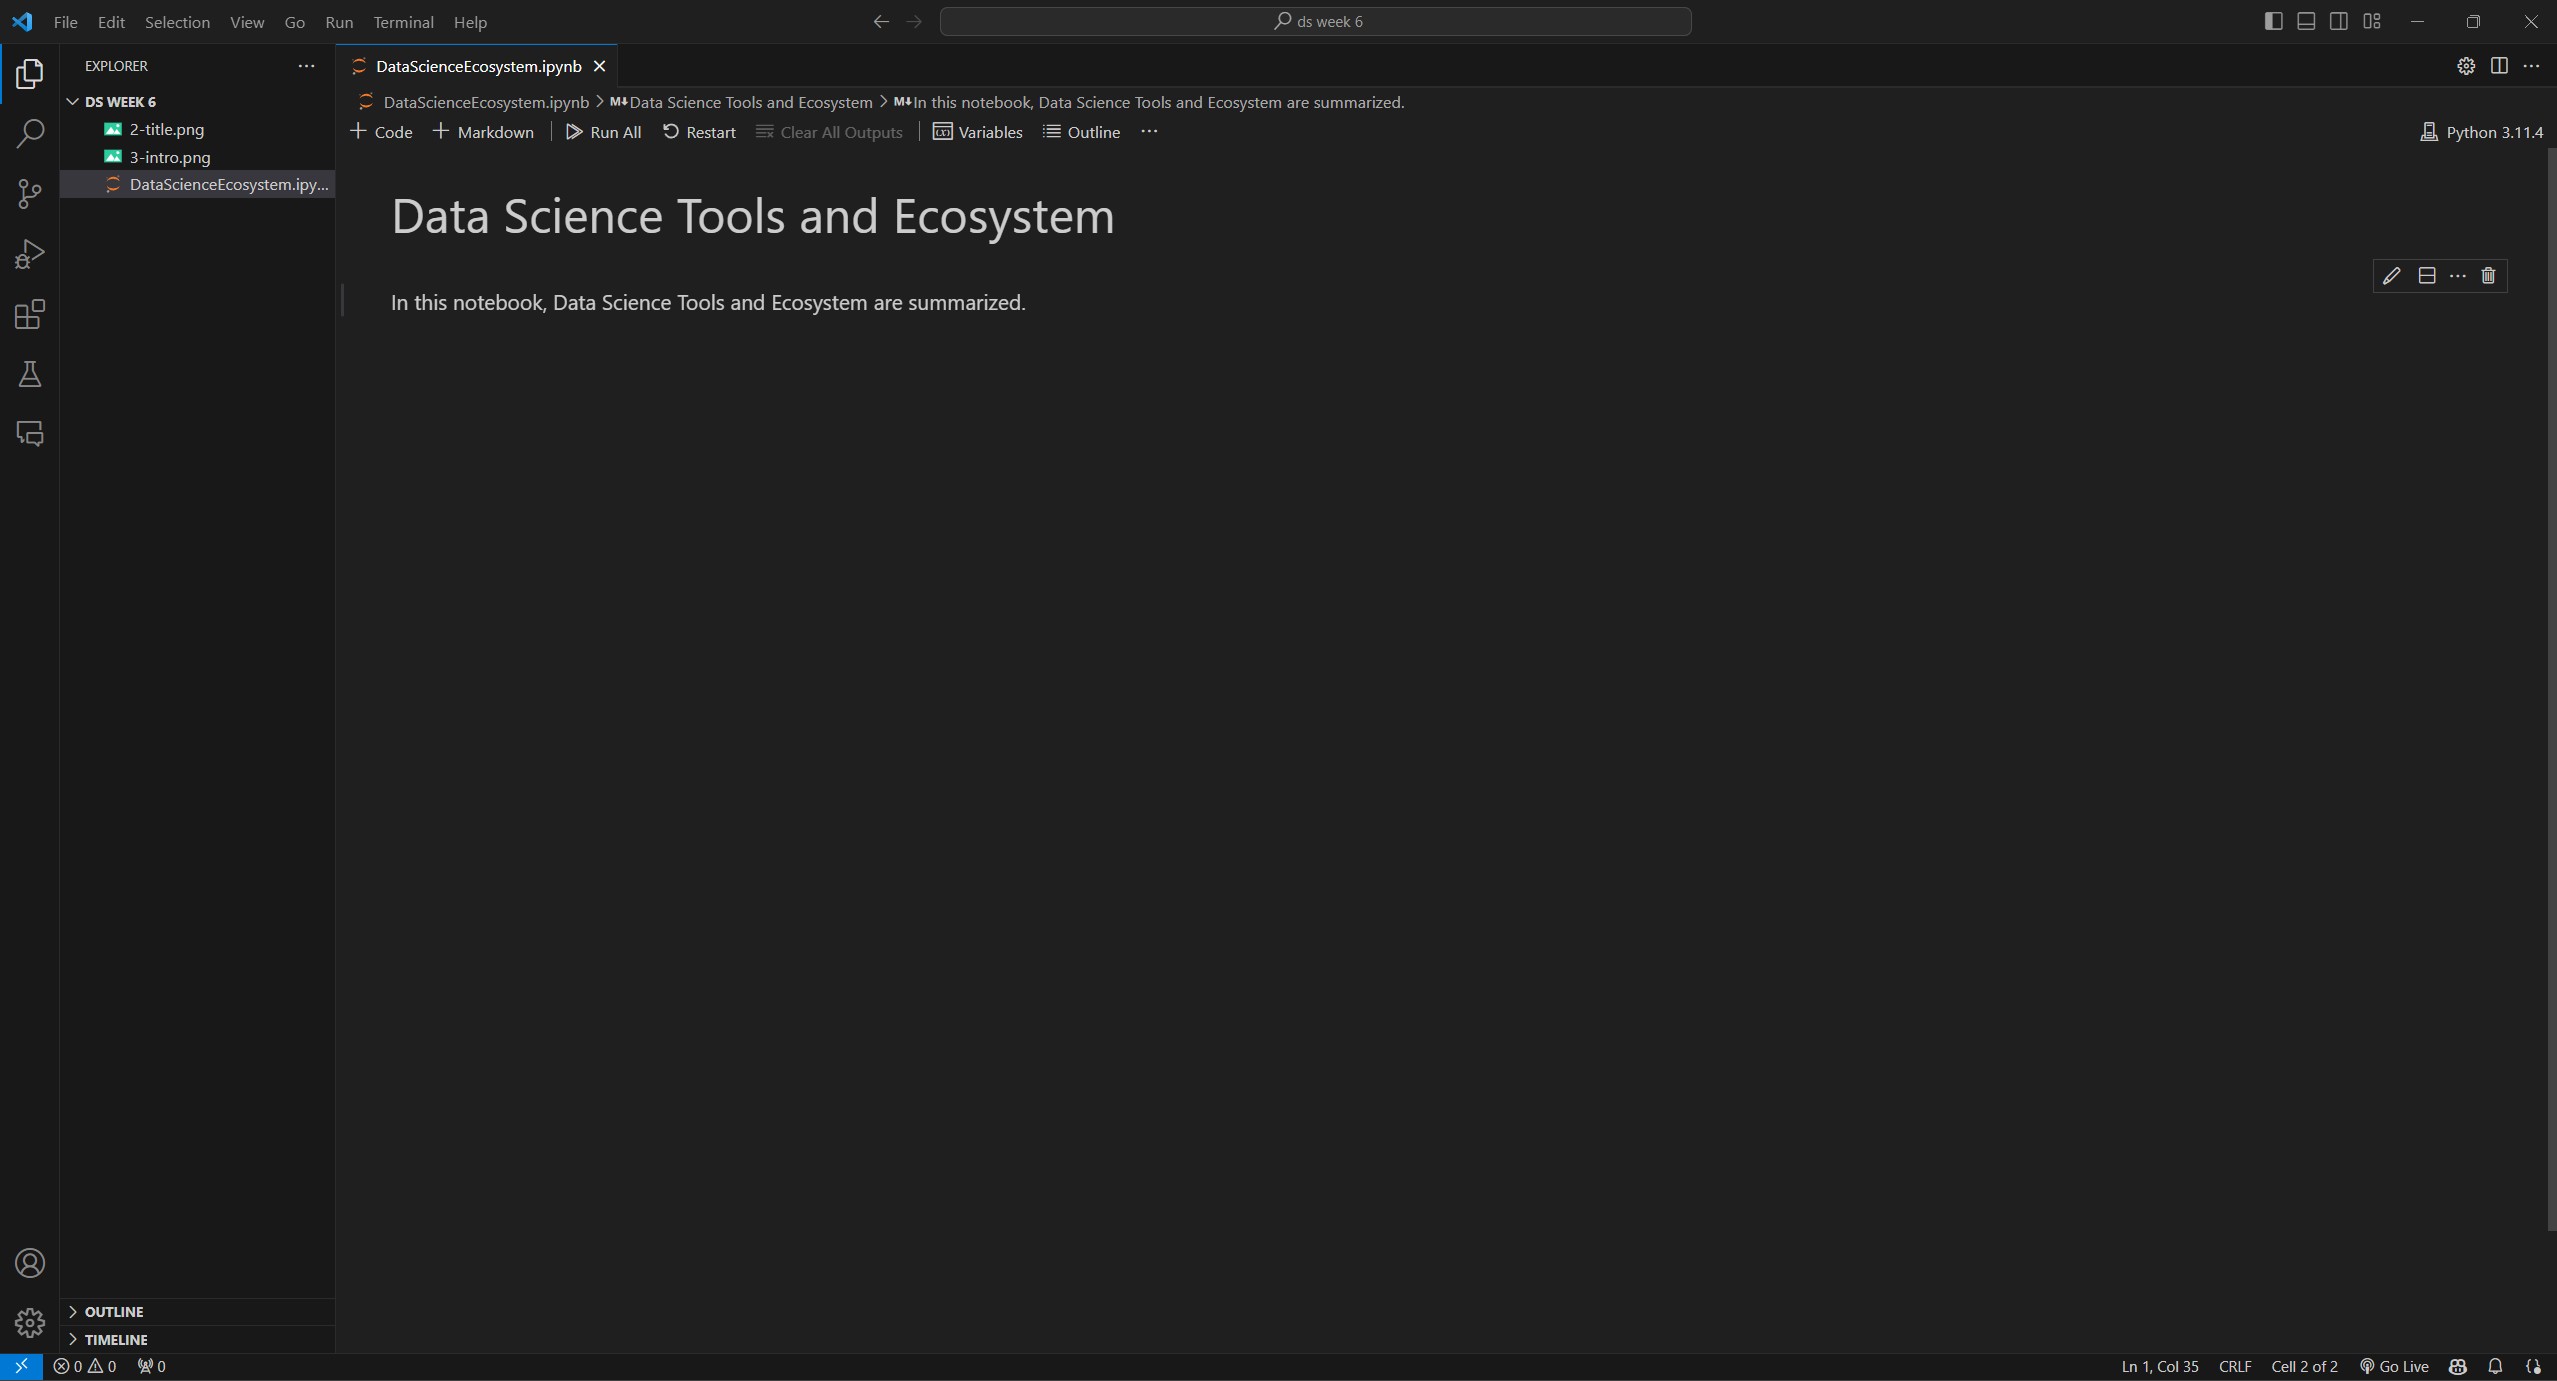 File Edit Selection View Go Run Terminal Help
ds week 6
EXPLORER
DS WEEK 6
2-title.png
3-intro.png
DataScienceEcosystem.ipy...
OUTLINE
TIMELINE
DataScienceEcosystem.ipynb
DataScienceEcosystem.ipynb > M↓Data Science Tools and Ecosystem > M↓In this notebook, Data Science Tools and Ecosystem are summarized.
+ Code + Markdown Run All Restart Clear All Outputs Variables Outline ...
Python 3.11.4
Data Science Tools and Ecosystem
In this notebook, Data Science Tools and Ecosystem are summarized.
0 0 0
Ln 1, Col 35 CRLF Cell 2 of 2 Go Live